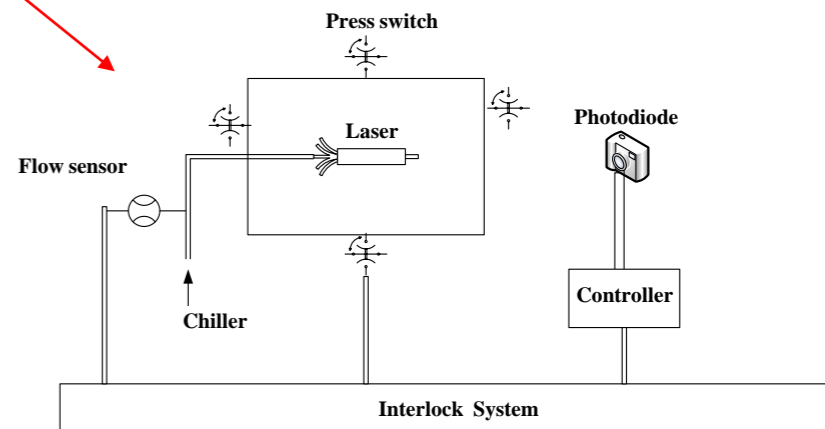 Press switch
Laser
Photodiode
Flow sensor
Controller
Chiller
Interlock System